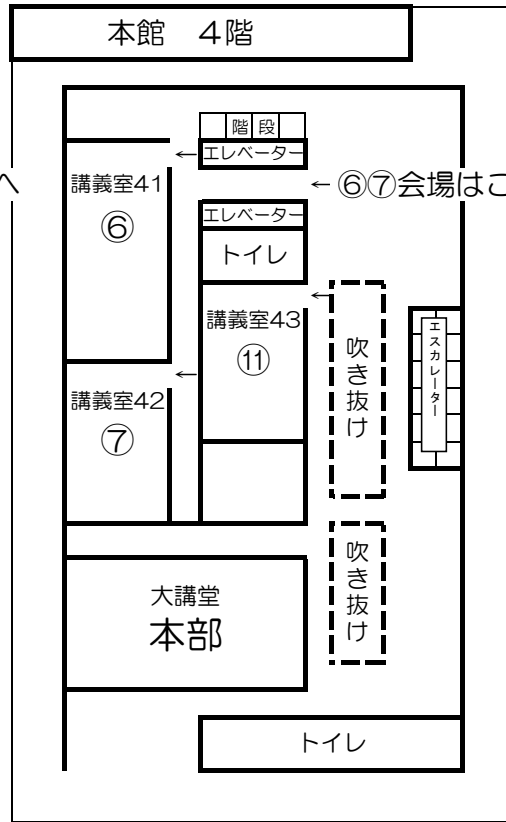 本館　４階
階段
エレベーター
へ
講義室41
⑥
← ⑥⑦会場はこ
エレベーター
トイレ
講義室43
⑪
吹き抜け
エスカレーター
講義室42
⑦
吹き抜け
大講堂
本部
トイレ